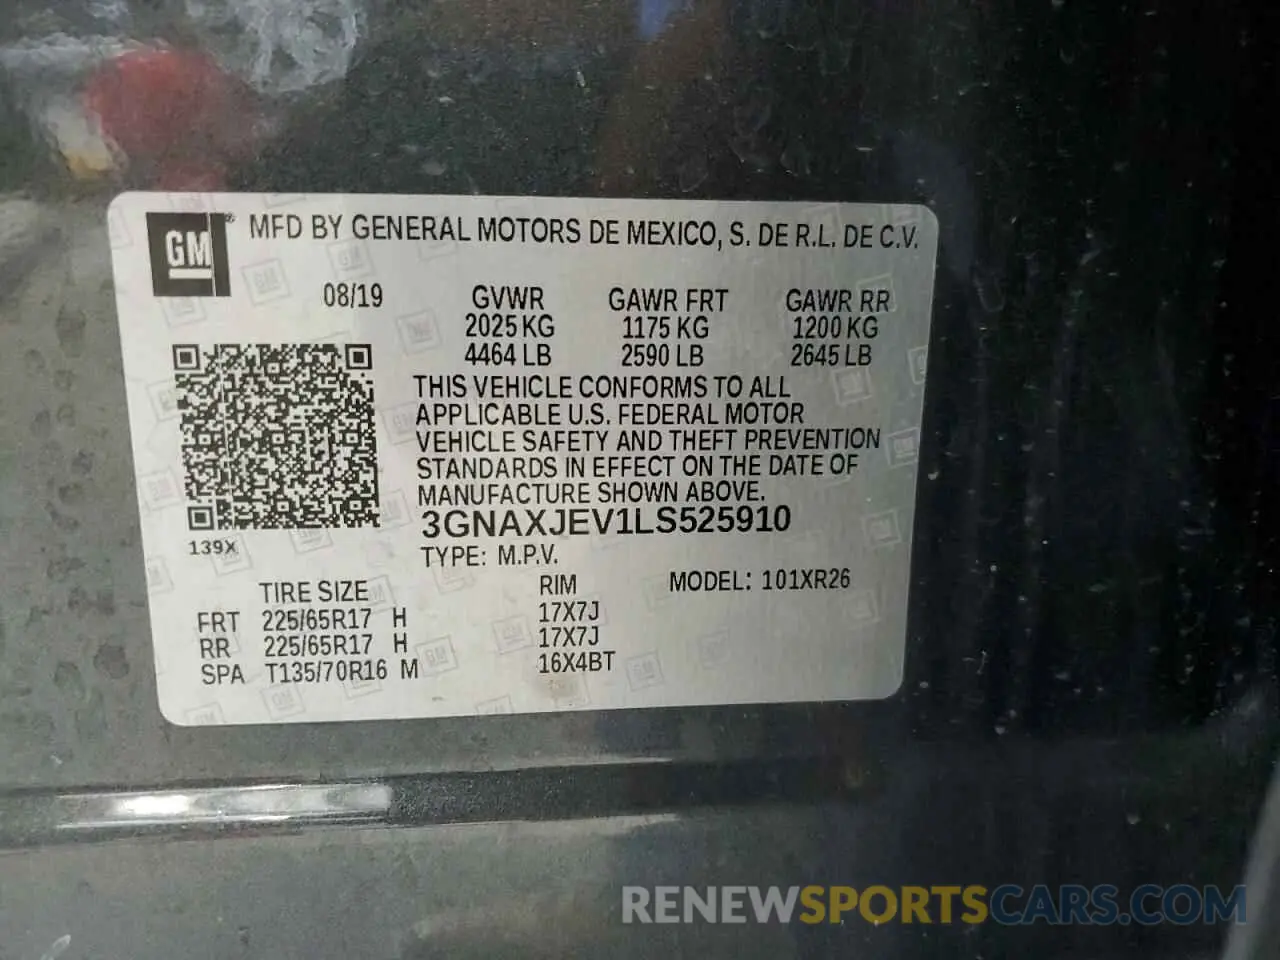 GM® MFD BY GENERAL MOTORS DE MEXICO, S. DE R.L. DE C.V.
08/19 GVWR GAWR FRT GAWR RR
2025 KG 1175 KG 1200 KG
4464 LB 2590 LB 2645 LB
THIS VEHICLE CONFORMS TO ALL
APPLICABLE U.S. FEDERAL MOTOR
VEHICLE SAFETY AND THEFT PREVENTION
STANDARDS IN EFFECT ON THE DATE OF
MANUFACTURE SHOWN ABOVE.
3GNAXJEV1LS525910
139X TYPE: M.P.V.
TIRE SIZE RIM MODEL: 101XR26
FRT 225/65R17 H 17X7J
RR 225/65R17 H 17X7J
SPA T135/70R16 M 16X4BT
RENEWSPORTSCARS.COM